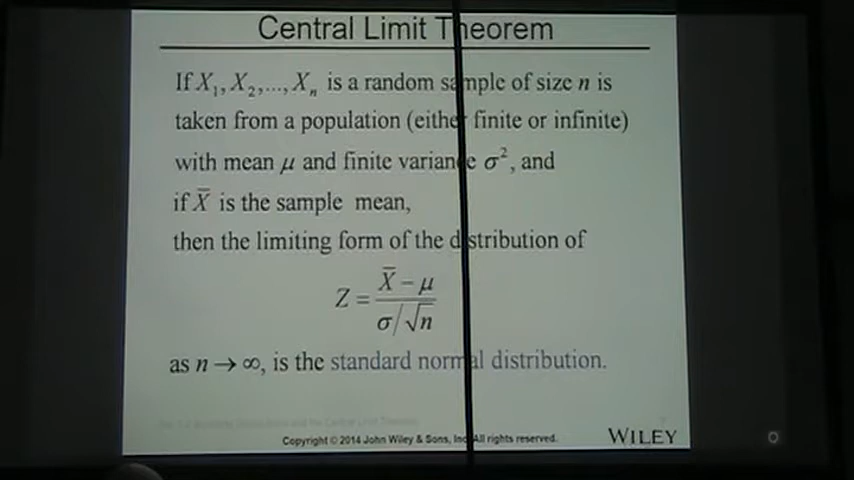 Central Limit Theorem
If X₁, X₂,..., Xₙ is a random sample of size n is
taken from a population (either finite or infinite)
with mean μ and finite variance σ², and
if X̄ is the sample mean,
then the limiting form of the distribution of
Z = (X̄ − μ) / (σ/√n)
as n → ∞, is the standard normal distribution.
Copyright © 2014 John Wiley & Sons, Inc. All rights reserved.
WILEY